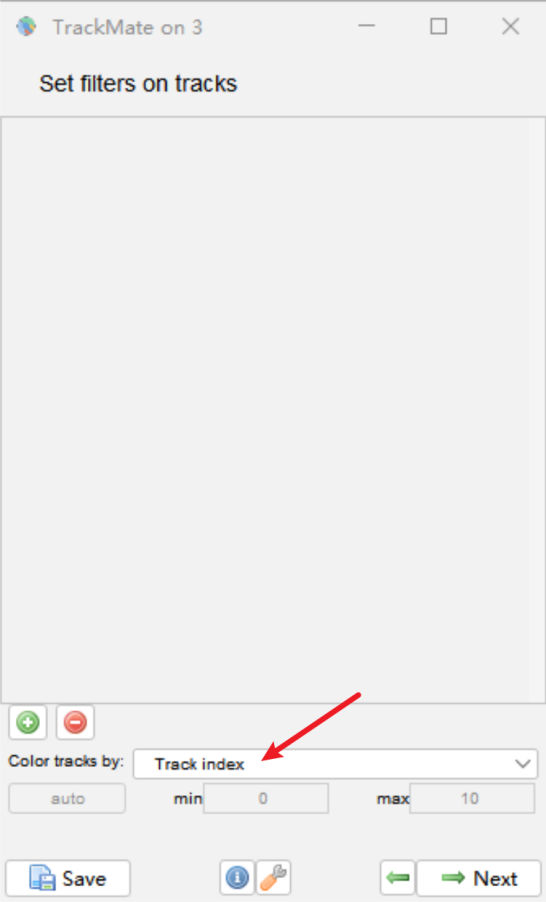 TrackMate on 3
Set filters on tracks
Color tracks by: Track index
auto min 0 max 10
Save Next